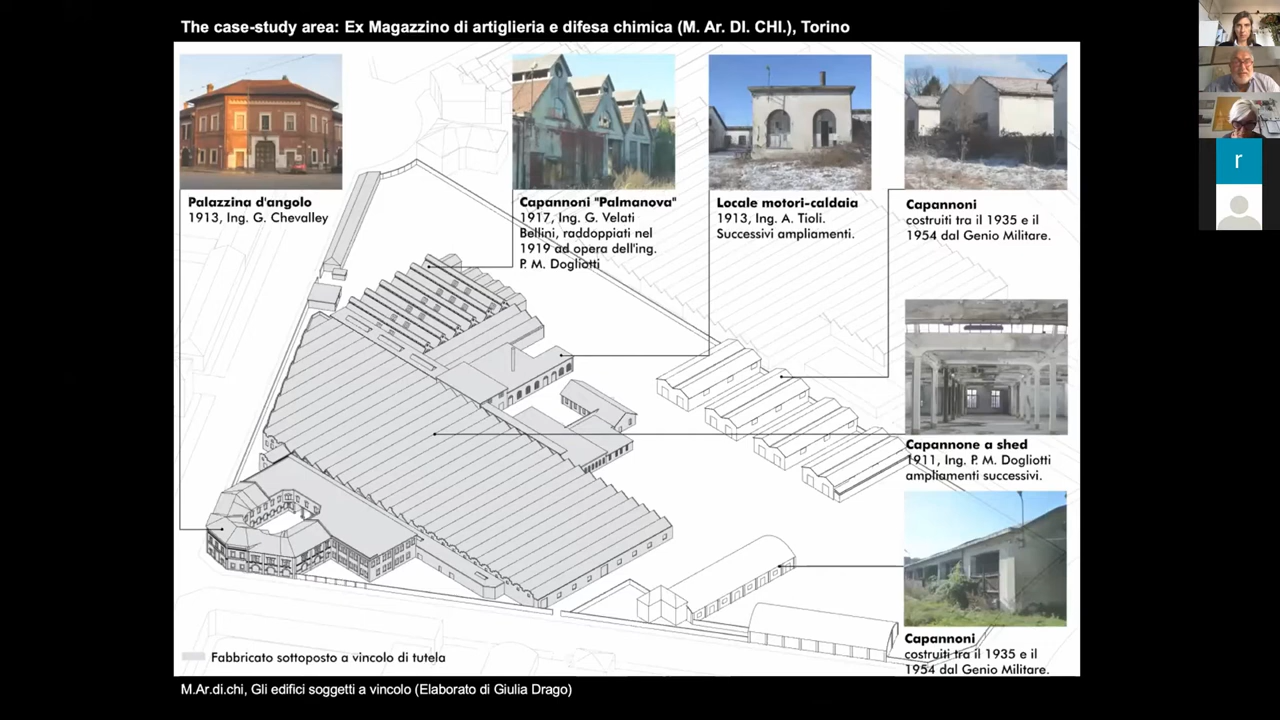 The case-study area: Ex Magazzino di artiglieria e difesa chimica (M. Ar. DI. CHI.), Torino
Palazzina d'angolo
1913, Ing. G. Chevalley
Capannoni "Palmanova"
1917, Ing. G. Velati
Bellini, raddoppiati nel
1919 ad opera dell'ing.
P. M. Dogliotti
Locale motori-caldaia
1913, Ing. A. Tioli.
Successivi ampliamenti.
Capannoni
costruiti tra il 1935 e il
1954 dal Genio Militare.
Capannone a shed
1911, Ing. P. M. Dogliotti
ampliamenti successivi.
Capannoni
costruiti tra il 1935 e il
1954 dal Genio Militare.
Fabbricato sottoposto a vincolo di tutela
M.Ar.di.chi, Gli edifici soggetti a vincolo (Elaborato di Giulia Drago)
r